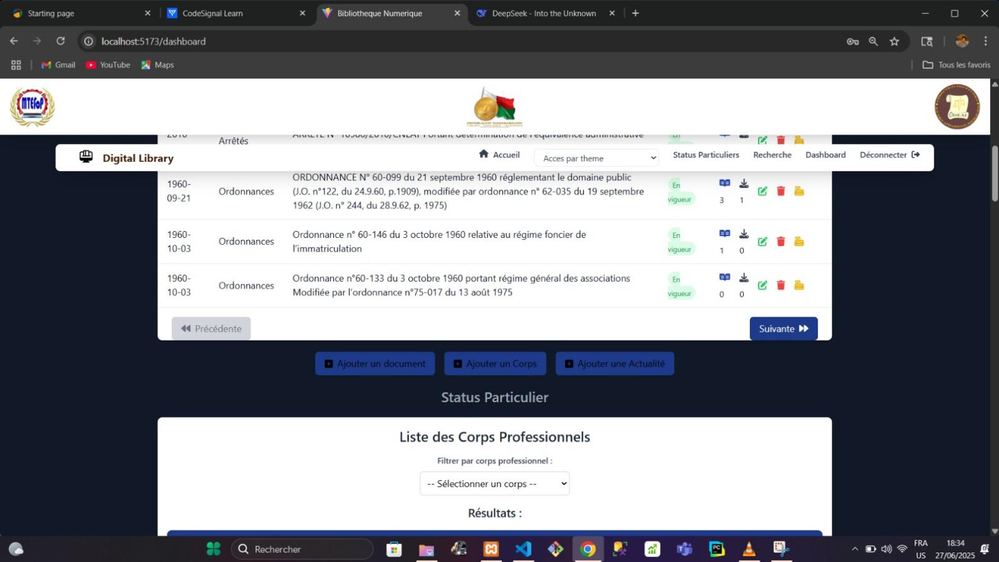 Starting page
CodeSignal Learn
Bibliotheque Numerique
DeepSeek - Into the Unknown
localhost:5173/dashboard
Gmail
YouTube
Maps
Tous les favoris
MTEFoP
REPOBLIKAN'I MADAGASIKARA
2010
Arrêtés
Digital Library
Accueil
Acces par theme
Status Particuliers
Recherche
Dashboard
Déconnecter
1960-
09-21
Ordonnances
ORDONNANCE N° 60-099 du 21 septembre 1960 réglementant le domaine public
(J.O. n°122, du 24.9.60, p.1909), modifiée par ordonnance n° 62-035 du 19 septembre
1962 (J.O. n° 244, du 28.9.62, p. 1975)
En
vigueur
3
1
1960-
10-03
Ordonnances
Ordonnance n° 60-146 du 3 octobre 1960 relative au régime foncier de
l'immatriculation
En
vigueur
1
0
1960-
10-03
Ordonnances
Ordonnance n°60-133 du 3 octobre 1960 portant régime général des associations
Modifiée par l'ordonnance n°75-017 du 13 août 1975
En
vigueur
0
0
Précédente
Suivante
Ajouter un document
Ajouter un Corps
Ajouter une Actualité
Status Particulier
Liste des Corps Professionnels
Filtrer par corps professionnel :
-- Sélectionner un corps --
Résultats :
Rechercher
FRA
US
18:34
27/06/2025